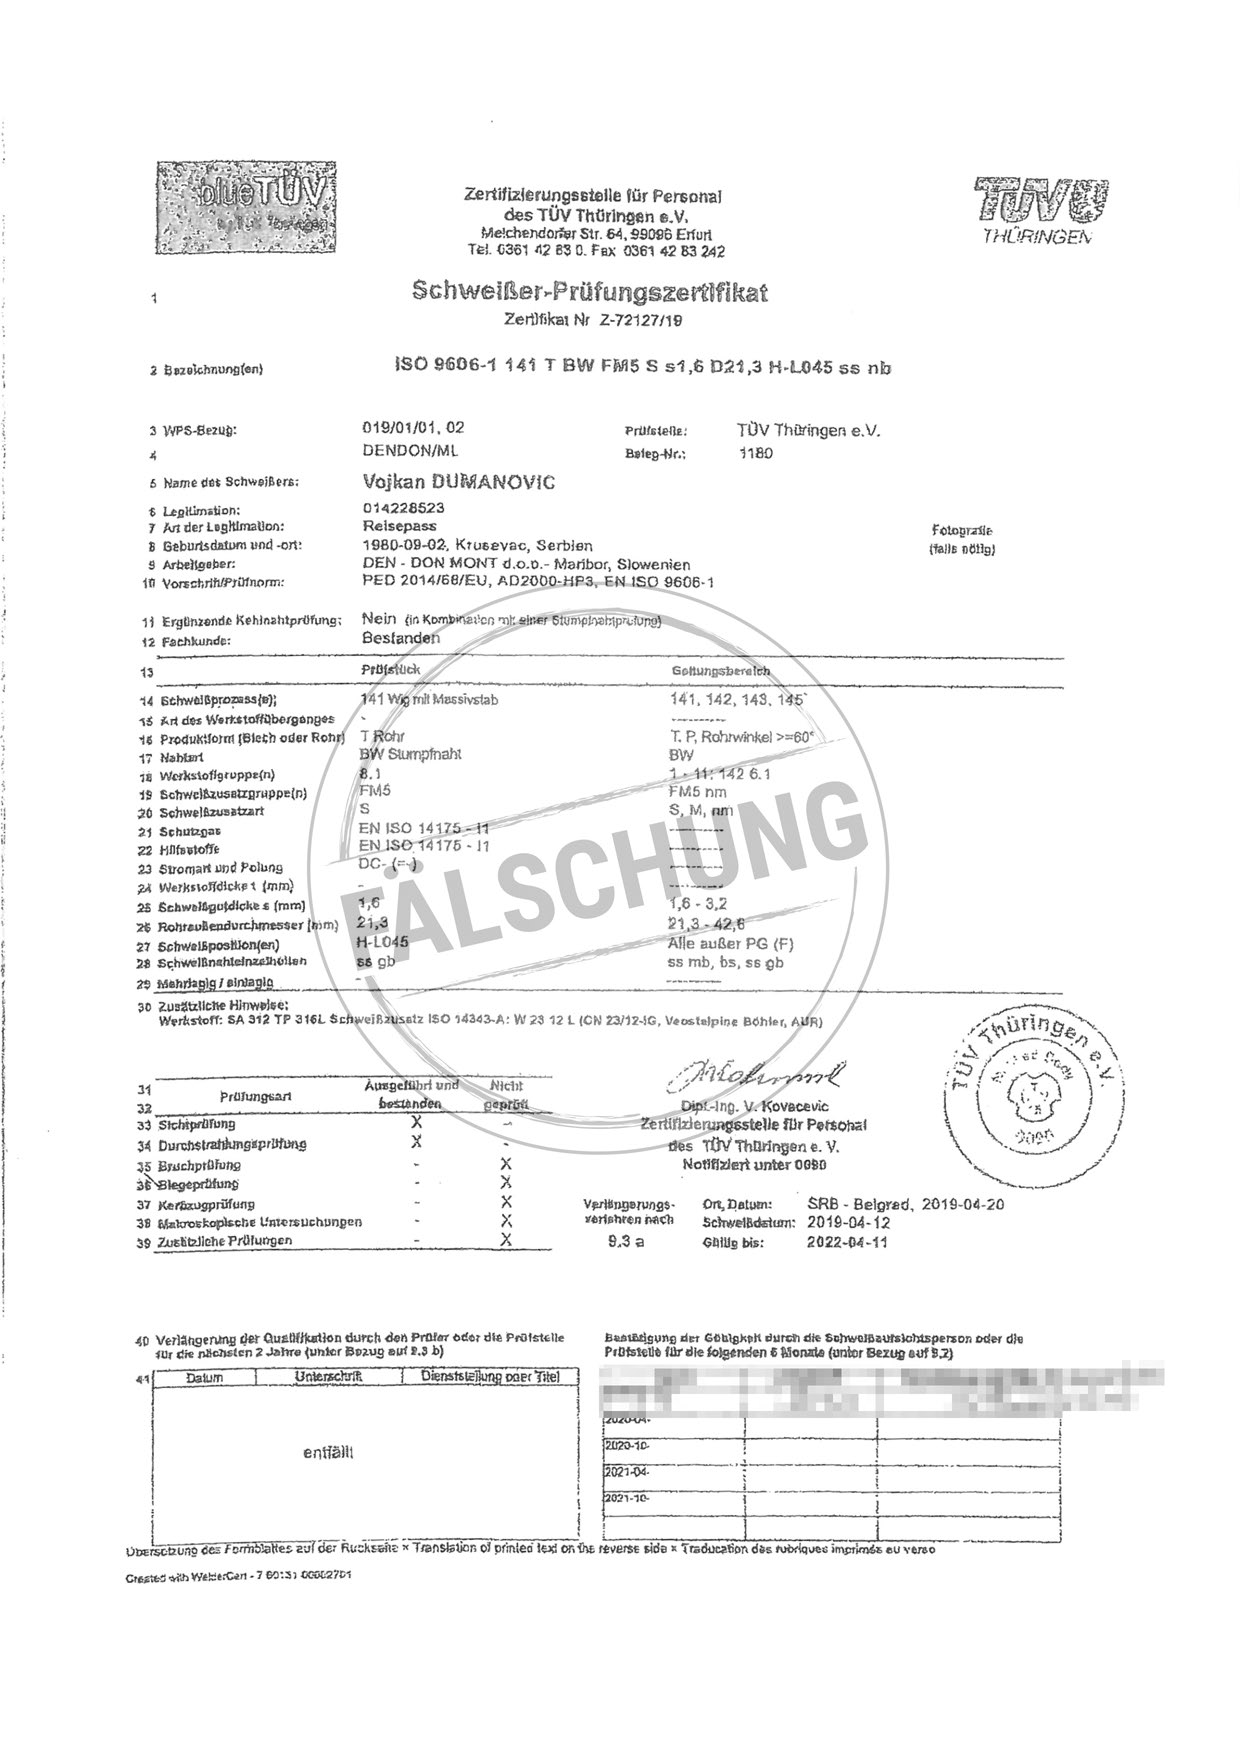 blueTÜV
Zertifizierungsstelle für Personal
des TÜV Thüringen e.V.
Melchendorfer Str. 64, 99096 Erfurt
Tel. 0361 42 83 0. Fax 0361 42 83 242
TÜV
THÜRINGEN
1 Schweißer-Prüfungszertifikat
Zertifikat Nr Z-72127/19
2 Bezeichnung(en) ISO 9606-1 141 T BW FM5 S s1,6 D21,3 H-L045 ss nb
3 WPS-Bezug: 019/01/01, 02 Prüfstelle: TÜV Thüringen e.V.
4 DENDON/ML Beleg-Nr.: 1180
5 Name des Schweißers: Vojkan DUMANOVIC
6 Legitimation: 014228523
7 Art der Legitimation: Reisepass Fotografie
8 Geburtsdatum und -ort: 1980-09-02, Krusevac, Serbien (falls nötig)
9 Arbeitgeber: DEN - DON MONT d.o.o.- Maribor, Slowenien
10 Vorschrift/Prüfnorm: PED 2014/68/EU, AD2000-HP3, EN ISO 9606-1
11 Ergänzende Kehlnahtprüfung: Nein (in Kombination mit einer Stumpfnahtprüfung)
12 Fachkunde: Bestanden
13 Prüfstück Geltungsbereich
14 Schweißprozess(e): 141 Wig mit Massivstab 141, 142, 143, 145
15 Art des Werkstoffüberganges - ---------
16 Produktform (Blech oder Rohr) T Rohr T. P, Rohrwinkel >=60°
17 Nahtart BW Stumpfnaht BW
18 Werkstoffgruppe(n) 8.1 1 - 11; 142 6.1
19 Schweißzusatzgruppe(n) FM5 FM5 nm
20 Schweißzusatzart S S, M, nm
21 Schutzgas EN ISO 14175 - I1 ---------
22 Hilfsstoffe EN ISO 14175 - I1 ---------
23 Stromart und Polung DC- (=-) ---------
24 Werkstoffdicke t (mm) - ---------
25 Schweißgutdicke s (mm) 1,6 1,6 - 3,2
26 Rohraußendurchmesser (mm) 21,3 21,3 - 42,6
27 Schweißposition(en) H-L045 Alle außer PG (F)
28 Schweißnahteinzelheiten ss gb ss mb, bs, ss gb
29 Mehrlagig / einlagig - ---------
FÄLSCHUNG
30 Zusätzliche Hinweise:
Werkstoff: SA 312 TP 316L Schweißzusatz ISO 14343-A: W 23 12 L (CN 23/12-IG, Voestalpine Böhler, AUR)
31 Prüfungsart Ausgeführt und Nicht
32 bestanden geprüft
33 Sichtprüfung X -
34 Durchstrahlungsprüfung X -
35 Bruchprüfung - X
36 Biegeprüfung - X
37 Kerbzugprüfung - X
38 Makroskopische Untersuchungen - X
39 Zusätzliche Prüfungen - X
Dipl.-Ing. V. Kovacevic
Zertifizierungsstelle für Personal
des TÜV Thüringen e. V.
Notifiziert unter 0090
TÜV Thüringen e.V.
Notified Body
0090
Verlängerungs-
verfahren nach
9.3 a
Ort, Datum: SRB - Belgrad, 2019-04-20
Schweißdatum: 2019-04-12
Gültig bis: 2022-04-11
40 Verlängerung der Qualifikation durch den Prüfer oder die Prüfstelle
für die nächsten 2 Jahre (unter Bezug auf 9.3 b)
41 Datum Unterschrift Dienststellung oder Titel
entfällt
Bestätigung der Gültigkeit durch die Schweißaufsichtsperson oder die
Prüfstelle für die folgenden 6 Monate (unter Bezug auf 9.2)
2020-04-
2020-10-
2021-04-
2021-10-
Übersetzung des Formblattes auf der Rückseite × Translation of printed text on the reverse side × Traducation des rubriques imprimés au verso
Created with WelderCert - 7